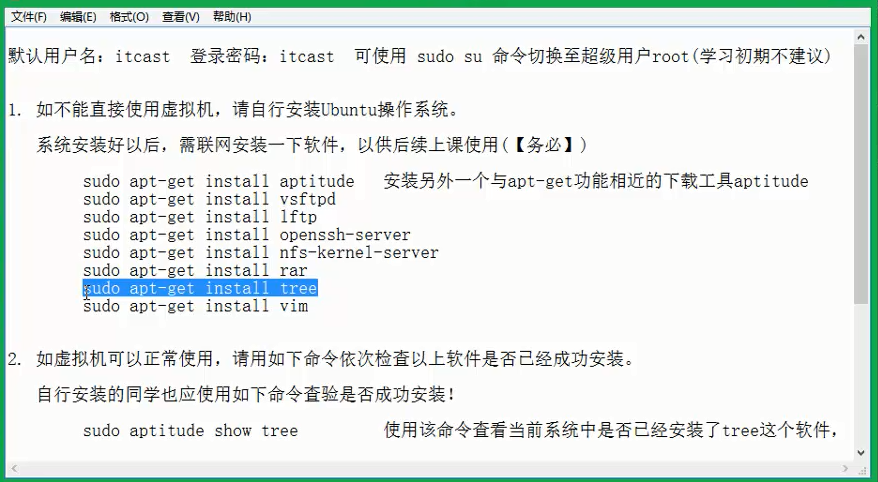 文件(F) 编辑(E) 格式(O) 查看(V) 帮助(H)
默认用户名：itcast 登录密码：itcast 可使用 sudo su 命令切换至超级用户root(学习初期不建议)
1. 如不能直接使用虚拟机，请自行安装Ubuntu操作系统。
系统安装好以后，需联网安装一下软件，以供后续上课使用(【务必】)
sudo apt-get install aptitude 安装另外一个与apt-get功能相近的下载工具aptitude
sudo apt-get install vsftpd
sudo apt-get install lftp
sudo apt-get install openssh-server
sudo apt-get install nfs-kernel-server
sudo apt-get install rar
sudo apt-get install tree
sudo apt-get install vim
2. 如虚拟机可以正常使用，请用如下命令依次检查以上软件是否已经成功安装。
自行安装的同学也应使用如下命令查验是否成功安装！
sudo aptitude show tree 使用该命令查看当前系统中是否已经安装了tree这个软件，